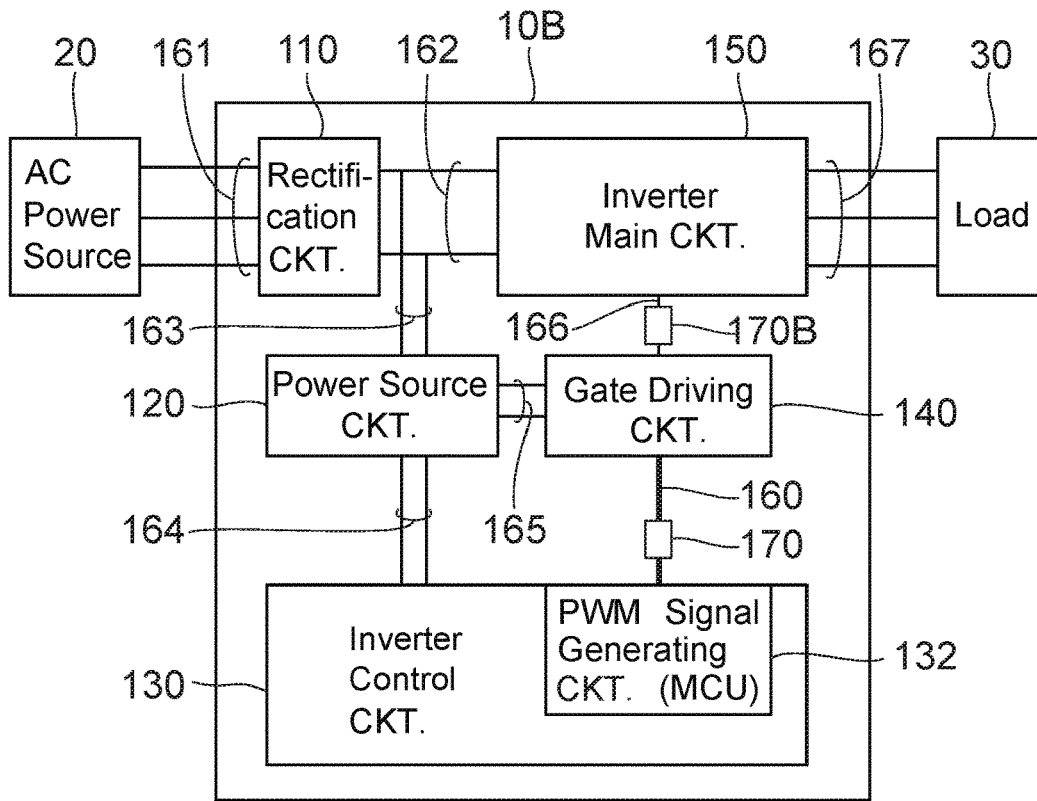 10B
20
161
110
162
150
167
30
AC
Power
Source
Rectifi-
cation
CKT.
Inverter
Main CKT.
Load
163
166
170B
120
Power Source
CKT.
Gate Driving
CKT.
140
160
164
165
170
130
Inverter
Control
CKT.
PWM Signal
Generating
CKT. (MCU)
132